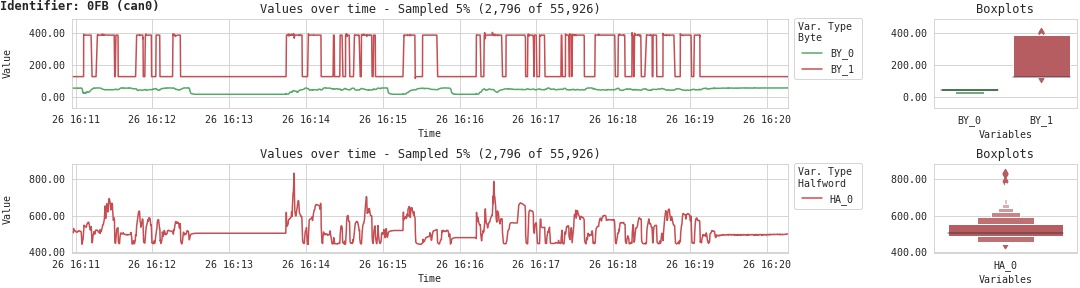 Identifier: 0FB (can0)
Values over time - Sampled 5% (2,796 of 55,926)
Boxplots
Value
400.00
200.00
0.00
26 16:11 26 16:12 26 16:13 26 16:14 26 16:15 26 16:16 26 16:17 26 16:18 26 16:19 26 16:20
Time
Var. Type
Byte
BY_0
BY_1
400.00
200.00
0.00
BY_0 BY_1
Variables
Values over time - Sampled 5% (2,796 of 55,926)
Boxplots
Value
800.00
600.00
400.00
26 16:11 26 16:12 26 16:13 26 16:14 26 16:15 26 16:16 26 16:17 26 16:18 26 16:19 26 16:20
Time
Var. Type
Halfword
HA_0
800.00
600.00
400.00
HA_0
Variables